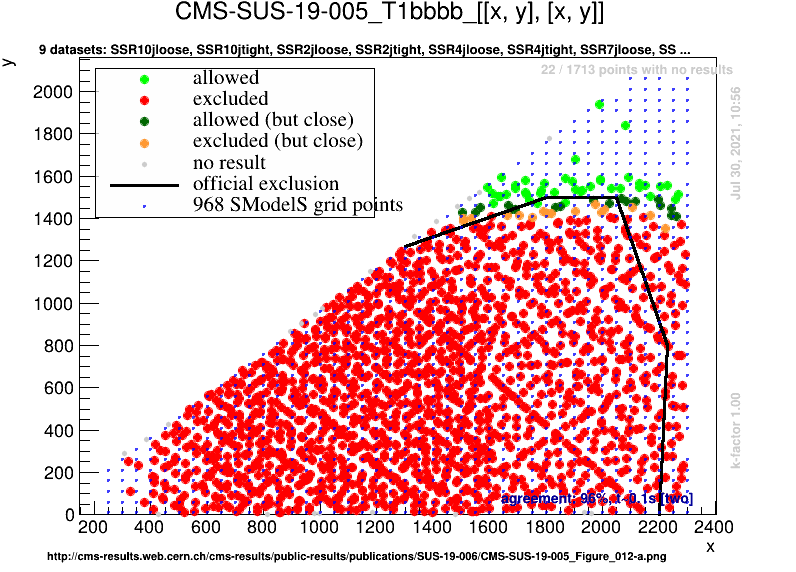 CMS-SUS-19-005_T1bbbb_[[x, y], [x, y]]
9 datasets: SSR10jloose, SSR10jtight, SSR2jloose, SSR2jtight, SSR4jloose, SSR4jtight, SSR7jloose, SS ...
y
22 / 1713 points with no results
allowed
excluded
allowed (but close)
excluded (but close)
no result
official exclusion
968 SModelS grid points
Jul 30, 2021, 10:56
k-factor 1.00
2000
1800
1600
1400
1200
1000
800
600
400
200
0
agreement: 96%, t~0.1s [two]
200 400 600 800 1000 1200 1400 1600 1800 2000 2200 2400
x
http://cms-results.web.cern.ch/cms-results/public-results/publications/SUS-19-006/CMS-SUS-19-005_Figure_012-a.png